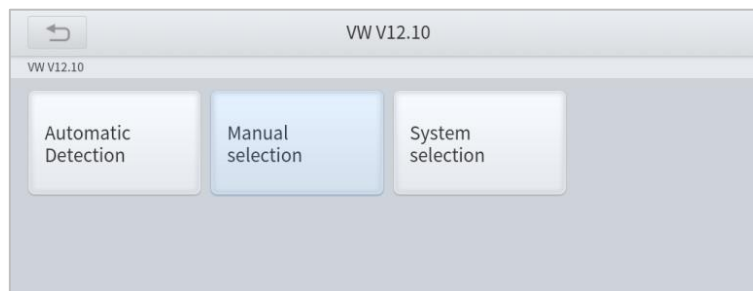 VW V12.10
VW V12.10
Automatic
Detection
Manual
selection
System
selection